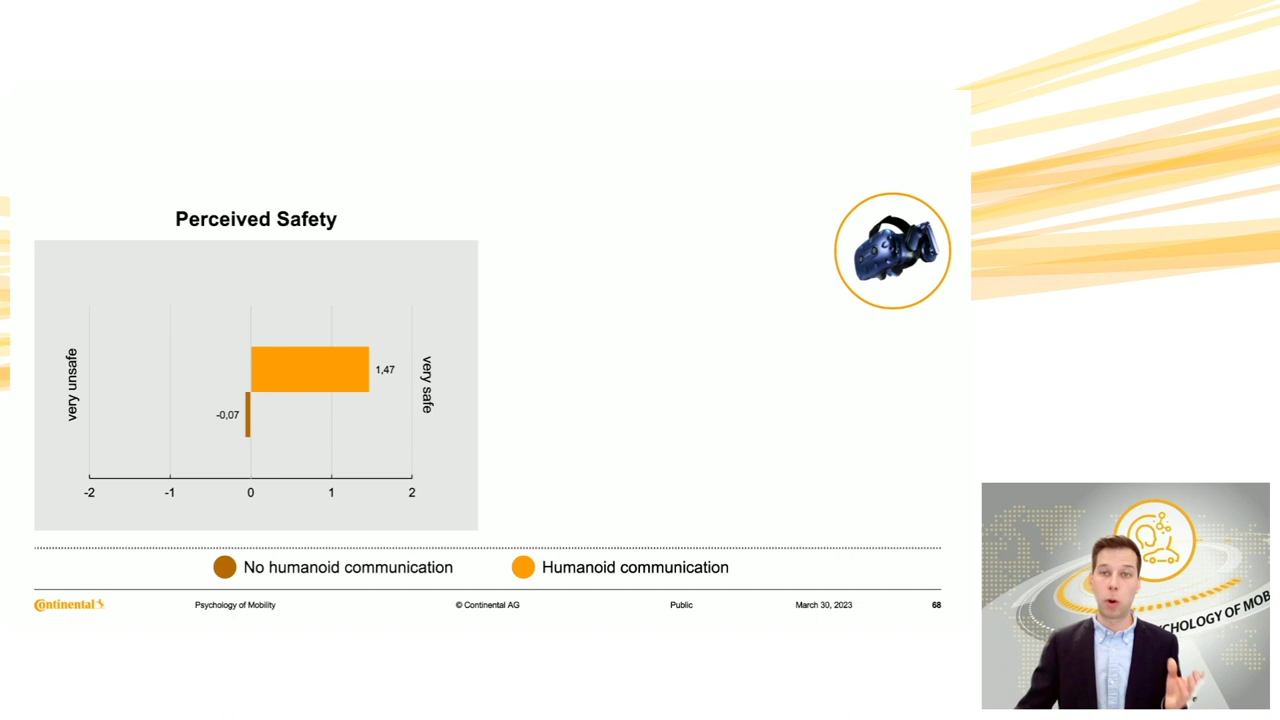 Perceived Safety
very unsafe
very safe
1,47
-0,07
-2 -1 0 1 2
No humanoid communication Humanoid communication
Continental Psychology of Mobility © Continental AG Public March 30, 2023 68
YCHOLOGY OF MOB